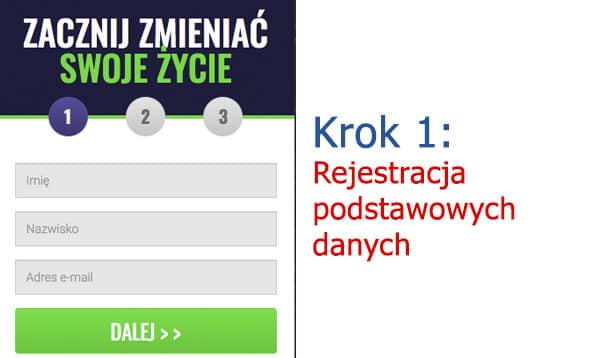 ZACZNIJ ZMIENIAĆ
SWOJE ŻYCIE
1 2 3
Imię
Nazwisko
Adres e-mail
DALEJ > >
Krok 1:
Rejestracja
podstawowych
danych